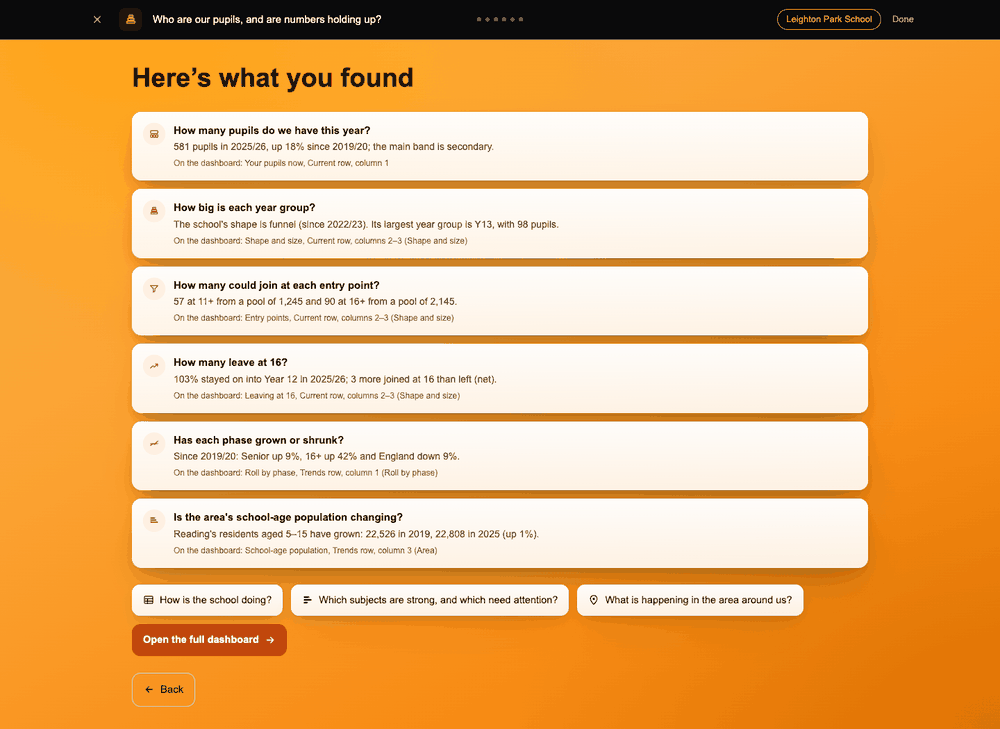 Who are our pupils, and are numbers holding up?
Leighton Park School
Done
Here’s what you found
How many pupils do we have this year?
581 pupils in 2025/26, up 18% since 2019/20; the main band is secondary.
On the dashboard: Your pupils now, Current row, column 1
How big is each year group?
The school's shape is funnel (since 2022/23). Its largest year group is Y13, with 98 pupils.
On the dashboard: Shape and size, Current row, columns 2–3 (Shape and size)
How many could join at each entry point?
57 at 11+ from a pool of 1,245 and 90 at 16+ from a pool of 2,145.
On the dashboard: Entry points, Current row, columns 2–3 (Shape and size)
How many leave at 16?
103% stayed on into Year 12 in 2025/26; 3 more joined at 16 than left (net).
On the dashboard: Leaving at 16, Current row, columns 2–3 (Shape and size)
Has each phase grown or shrunk?
Since 2019/20: Senior up 9%, 16+ up 42% and England down 9%.
On the dashboard: Roll by phase, Trends row, column 1 (Roll by phase)
Is the area's school-age population changing?
Reading's residents aged 5–15 have grown: 22,526 in 2019, 22,808 in 2025 (up 1%).
On the dashboard: School-age population, Trends row, column 3 (Area)
How is the school doing?
Which subjects are strong, and which need attention?
What is happening in the area around us?
Open the full dashboard →
← Back